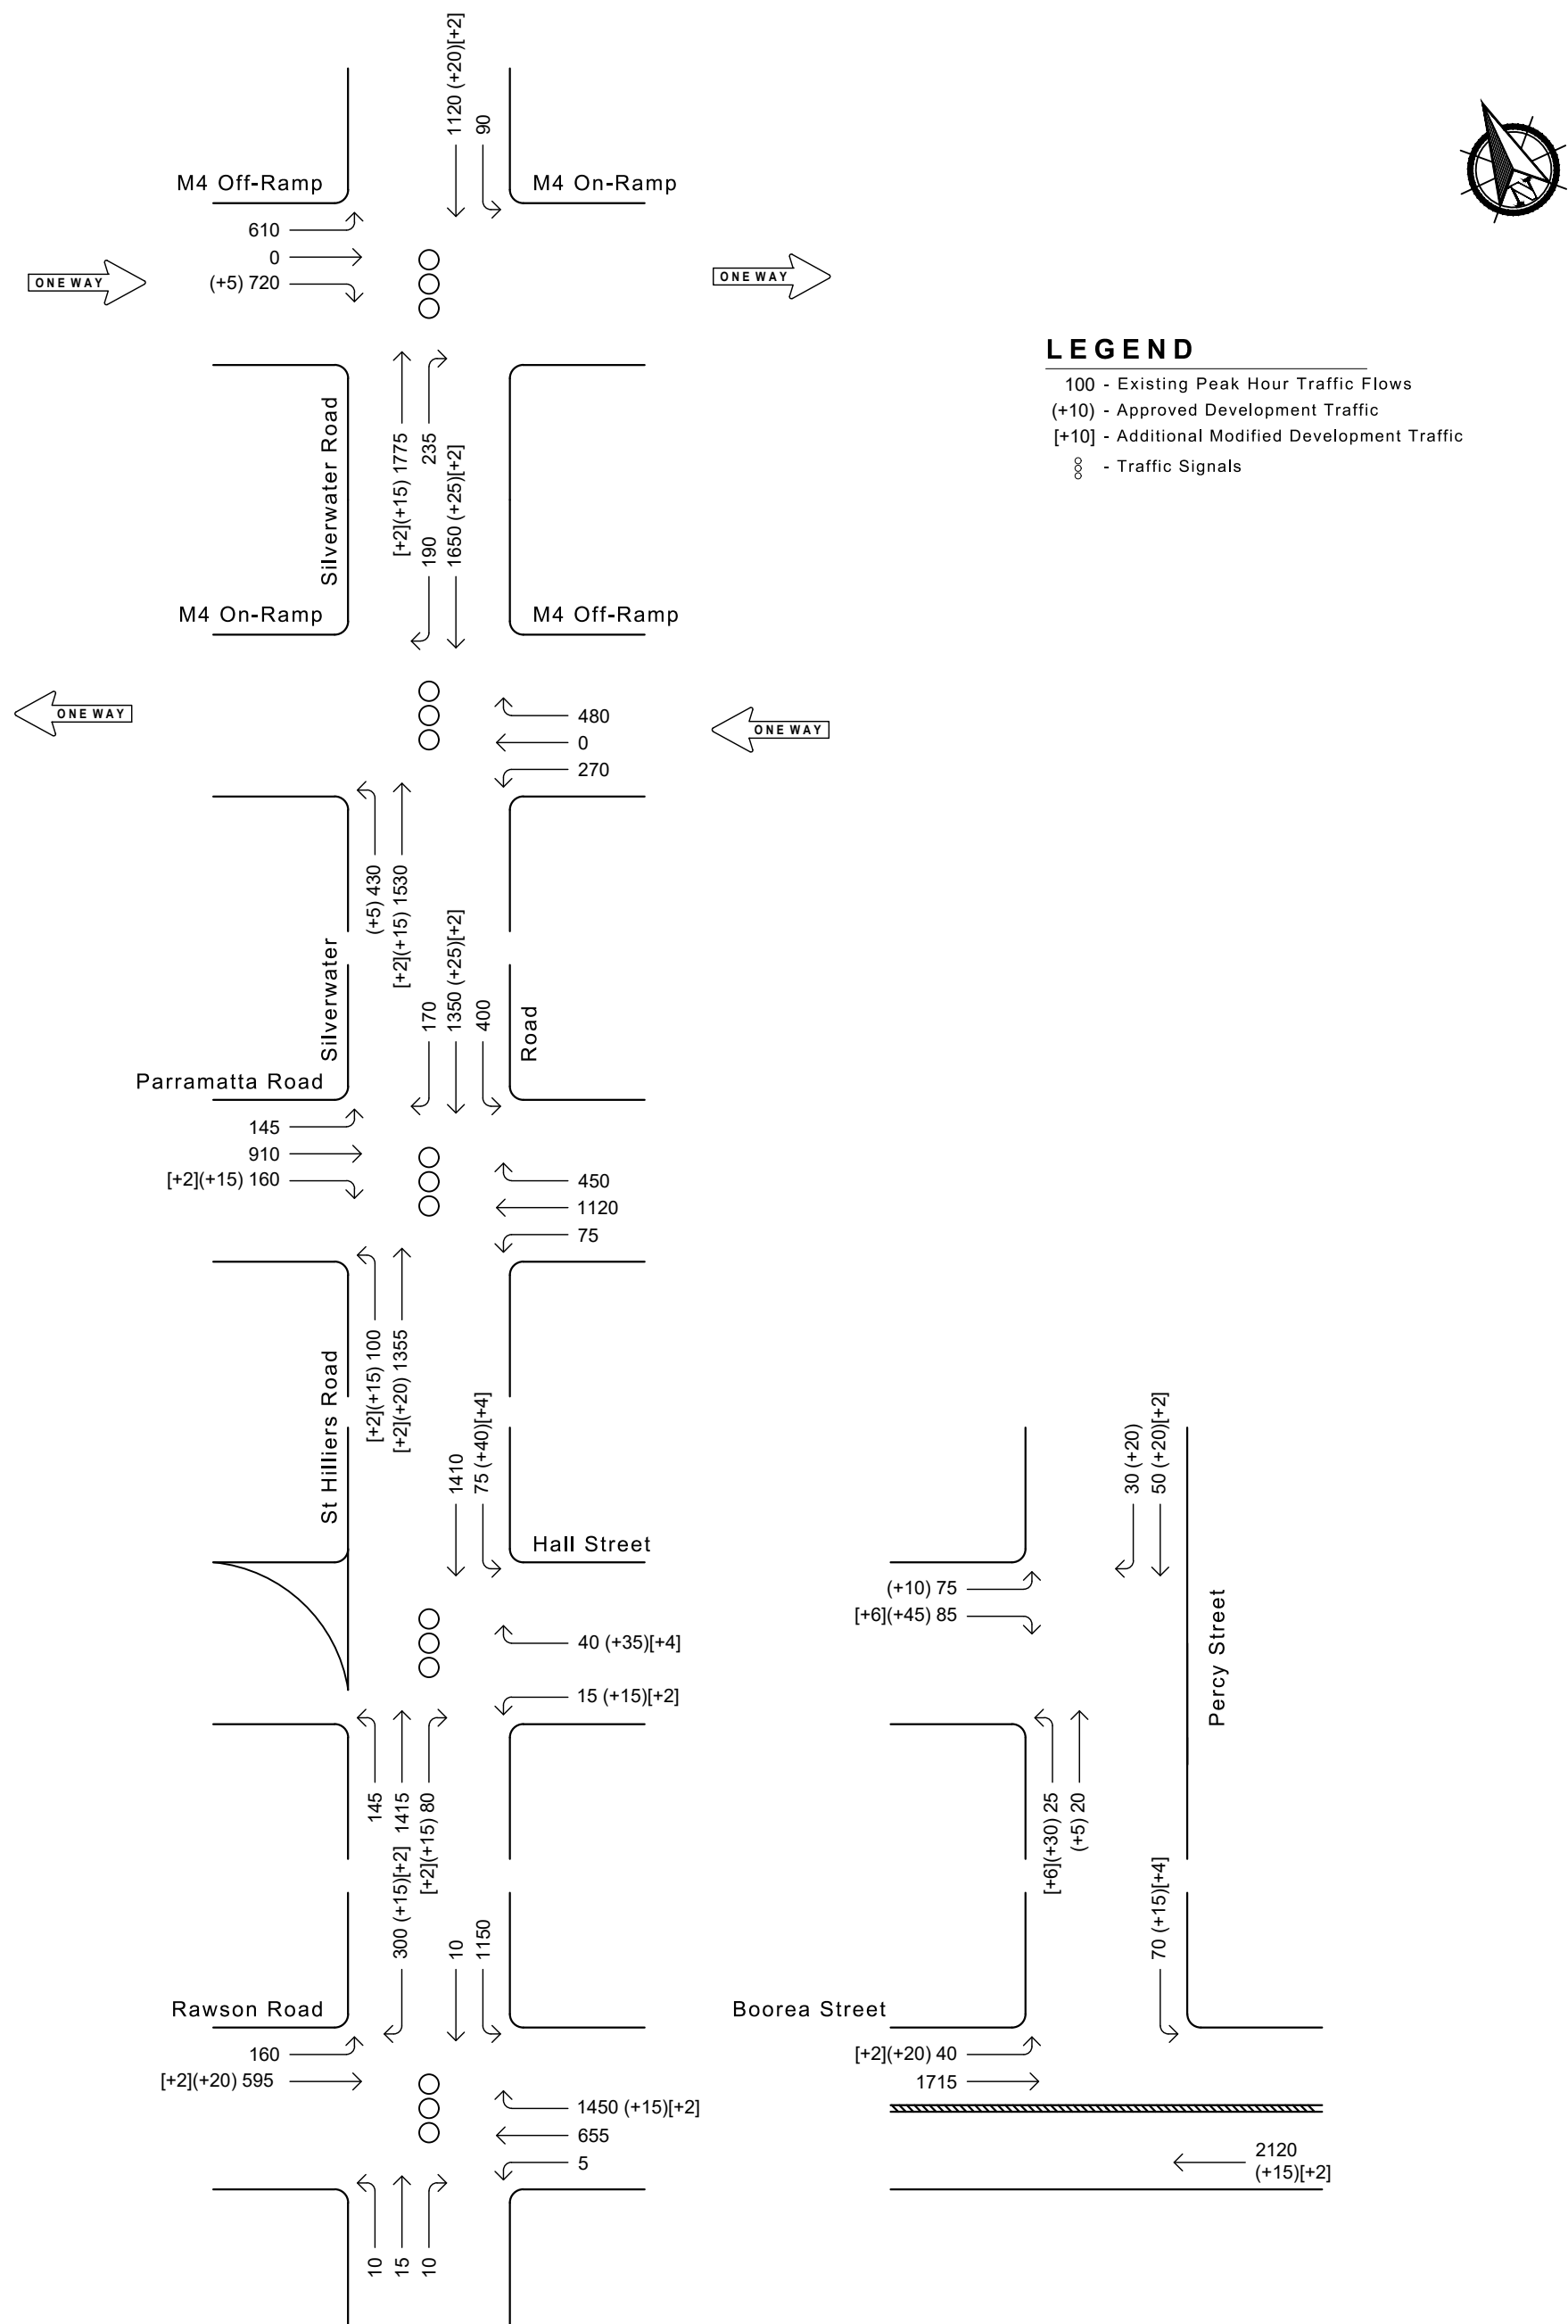 1120 (+20)[+2]
90
M4 Off-Ramp
M4 On-Ramp
610
0
(+5) 720
ONE WAY
ONE WAY
LEGEND
100 - Existing Peak Hour Traffic Flows
(+10) - Approved Development Traffic
[+10] - Additional Modified Development Traffic
- Traffic Signals
Silverwater Road
[+2](+15) 1775
235
190
1650 (+25)[+2]
M4 On-Ramp
M4 Off-Ramp
ONE WAY
480
0
270
ONE WAY
(+5) 430
[+2](+15) 1530
170
1350 (+25)[+2]
400
Silverwater
Road
Parramatta Road
145
910
[+2](+15) 160
450
1120
75
St Hilliers Road
[+2](+15) 100
[+2](+20) 1355
1410
75 (+40)[+4]
Hall Street
40 (+35)[+4]
15 (+15)[+2]
30 (+20)
50 (+20)[+2]
(+10) 75
[+6](+45) 85
Percy Street
145
1415
[+2](+15) 80
300 (+15)[+2]
10
1150
[+6](+30) 25
(+5) 20
70 (+15)[+4]
Rawson Road
160
[+2](+20) 595
1450 (+15)[+2]
655
5
10
15
10
Boorea Street
[+2](+20) 40
1715
2120
(+15)[+2]